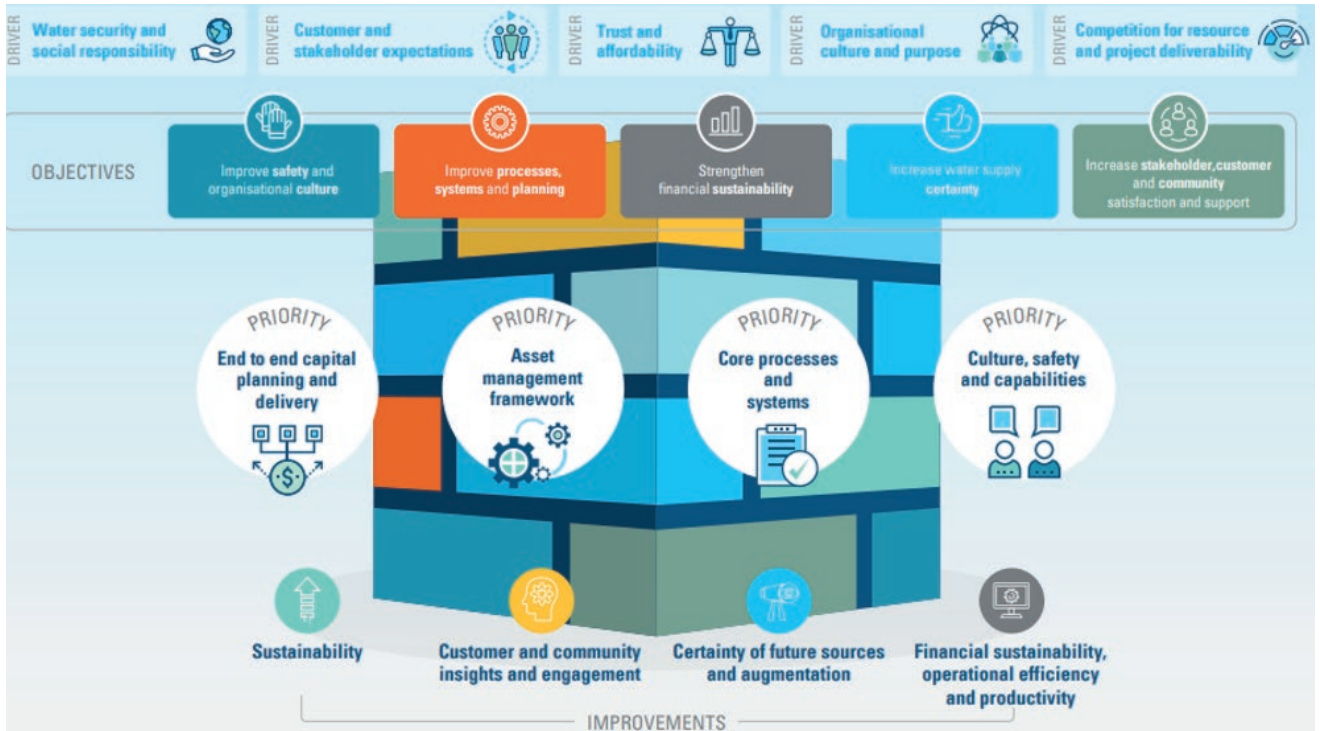 DRIVER
Water security and
social responsibility
DRIVER
Customer and
stakeholder expectations
DRIVER
Trust and
affordability
DRIVER
Organisational
culture and purpose
DRIVER
Competition for resource
and project deliverability
OBJECTIVES
Improve safety and
organisational culture
Improve processes,
systems and planning
Strengthen
financial sustainability
Increase water supply
certainty
Increase stakeholder,customer
and community
satisfaction and support
PRIORITY
End to end capital
planning and
delivery
$
PRIORITY
Asset
management
framework
PRIORITY
Core processes
and
systems
PRIORITY
Culture, safety
and capabilities
Sustainability
Customer and community
insights and engagement
Certainty of future sources
and augmentation
Financial sustainability,
operational efficiency
and productivity
IMPROVEMENTS